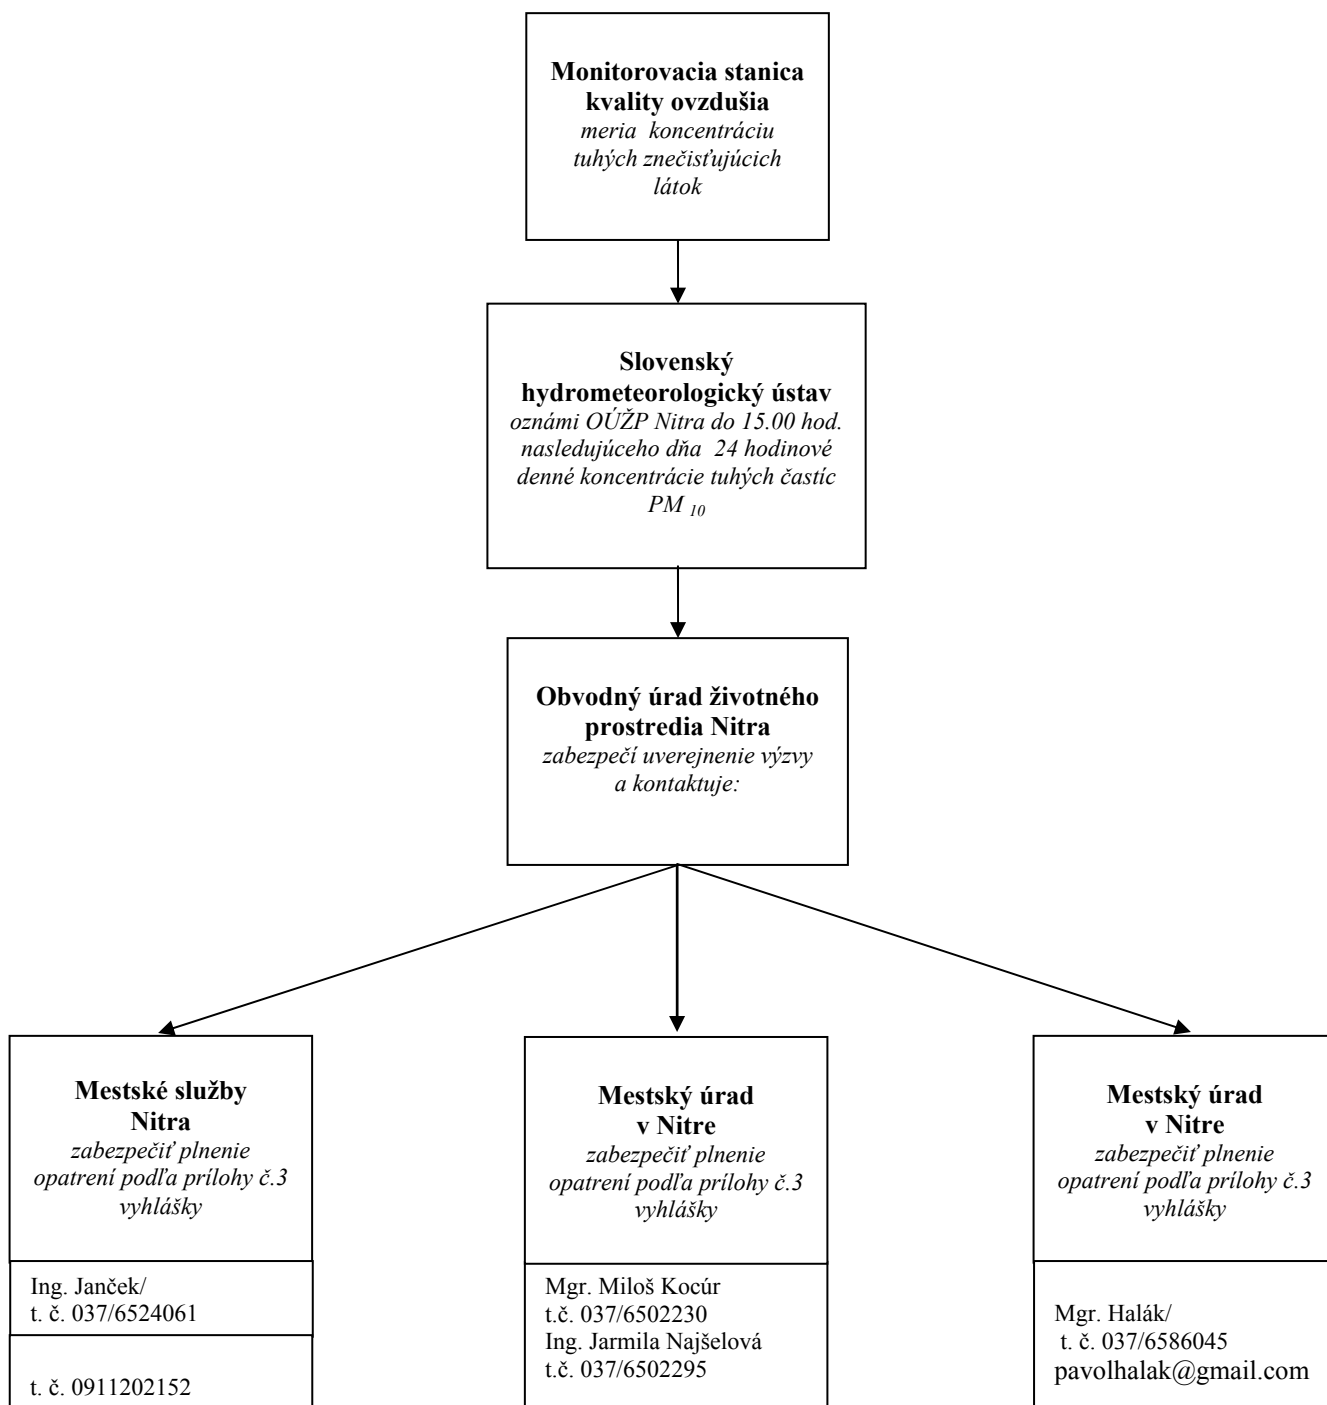 Monitorovacia stanica
kvality ovzdušia
meria koncentráciu
tuhých znečisťujúcich
látok
Slovenský
hydrometeorologický ústav
oznámi OÚŽP Nitra do 15.00 hod.
nasledujúceho dňa 24 hodinové
denné koncentrácie tuhých častíc
PM 10
Obvodný úrad životného
prostredia Nitra
zabezpečí uverejnenie výzvy
a kontaktuje:
Mestské služby
Nitra
zabezpečiť plnenie
opatrení podľa prílohy č.3
vyhlášky
Ing. Janček/
t. č. 037/6524061
t. č. 0911202152
Mestský úrad
v Nitre
zabezpečiť plnenie
opatrení podľa prílohy č.3
vyhlášky
Mgr. Miloš Kocúr
t.č. 037/6502230
Ing. Jarmila Najšelová
t.č. 037/6502295
Mestský úrad
v Nitre
zabezpečiť plnenie
opatrení podľa prílohy č.3
vyhlášky
Mgr. Halák/
t. č. 037/6586045
pavolhalak@gmail.com